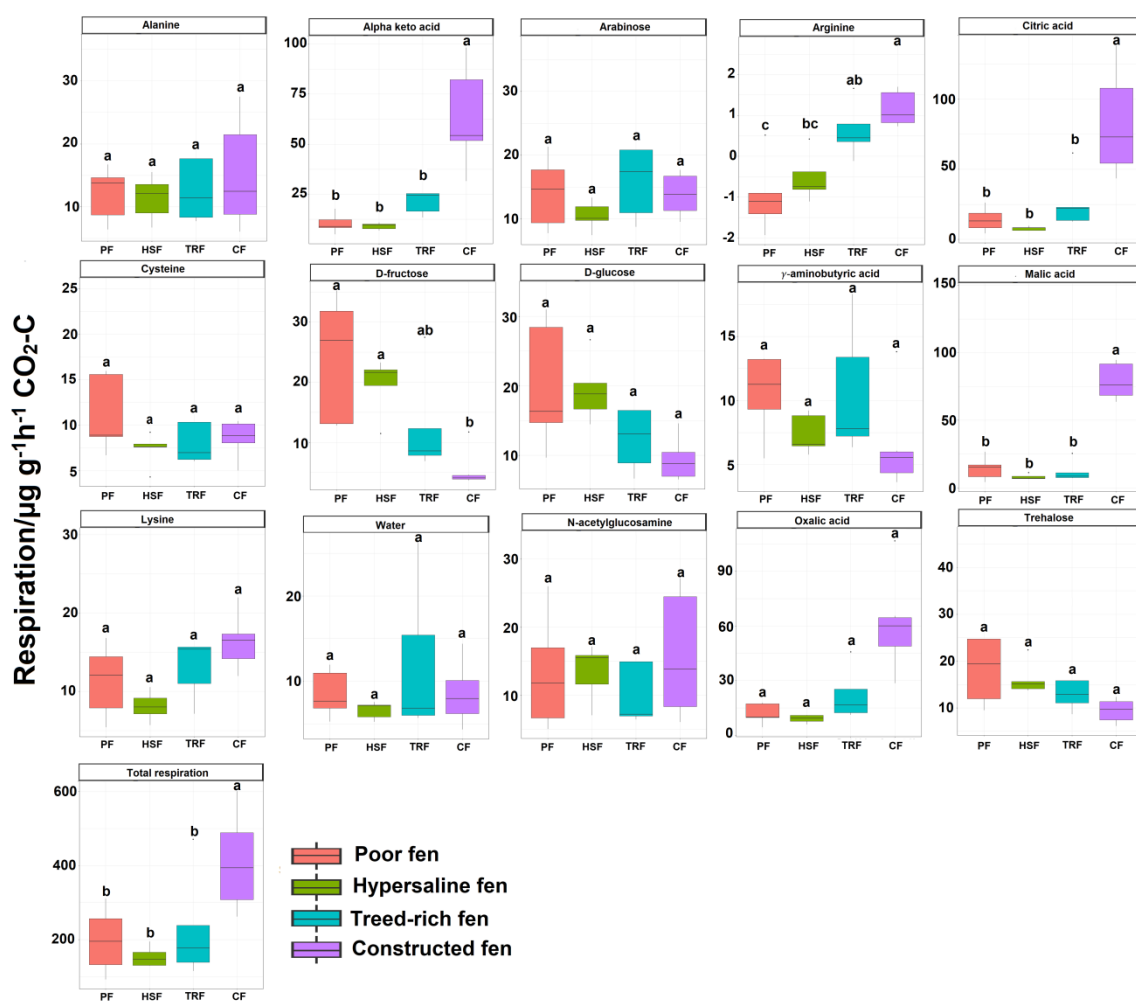 Respiration/µg g⁻¹h⁻¹ CO₂-C
Alanine
30
20
10
a a a a
PF HSF TRF CF
Alpha keto acid
100
75
50
25
b b b a
PF HSF TRF CF
Arabinose
30
20
10
a a a a
PF HSF TRF CF
Arginine
2
1
0
-1
-2
c bc ab a
PF HSF TRF CF
Citric acid
100
50
0
b b b a
PF HSF TRF CF
Cysteine
25
20
15
10
5
a a a a
PF HSF TRF CF
D-fructose
30
20
10
a a ab b
PF HSF TRF CF
D-glucose
30
20
10
a a a a
PF HSF TRF CF
γ-aminobutyric acid
15
10
5
a a a a
PF HSF TRF CF
Malic acid
150
100
50
0
b b b a
PF HSF TRF CF
Lysine
30
20
10
a a a a
PF HSF TRF CF
Water
20
10
a a a a
PF HSF TRF CF
N-acetylglucosamine
30
20
10
a a a a
PF HSF TRF CF
Oxalic acid
90
60
30
0
a a a a
PF HSF TRF CF
Trehalose
40
30
20
10
a a a a
PF HSF TRF CF
Total respiration
600
400
200
b b b a
PF HSF TRF CF
Poor fen
Hypersaline fen
Treed-rich fen
Constructed fen